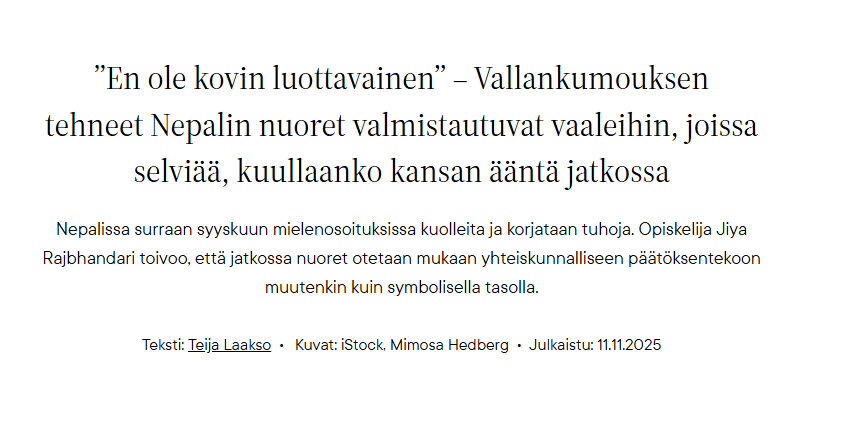 ”En ole kovin luottavainen” – Vallankumouksen
tehneet Nepalin nuoret valmistautuvat vaaleihin, joissa
selviää, kuullaanko kansan ääntä jatkossa
Nepalissa surraan syyskuun mielenosoituksissa kuolleita ja korjataan tuhoja. Opiskelija Jiya
Rajbhandari toivoo, että jatkossa nuoret otetaan mukaan yhteiskunnalliseen päätöksentekoon
muutenkin kuin symbolisella tasolla.
Teksti: Teija Laakso • Kuvat: iStock, Mimosa Hedberg • Julkaistu: 11.11.2025